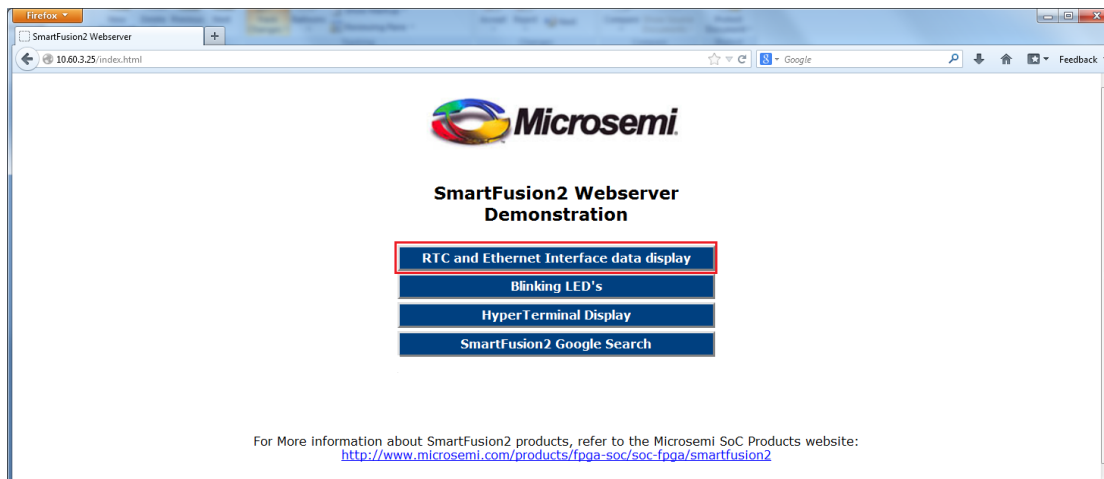 Firefox
SmartFusion2 Webserver
+
10.60.3.25/index.html
Google
Feedback
Microsemi.
SmartFusion2 Webserver
Demonstration
RTC and Ethernet Interface data display
Blinking LED's
HyperTerminal Display
SmartFusion2 Google Search
For More information about SmartFusion2 products, refer to the Microsemi SoC Products website:
http://www.microsemi.com/products/fpga-soc/soc-fpga/smartfusion2